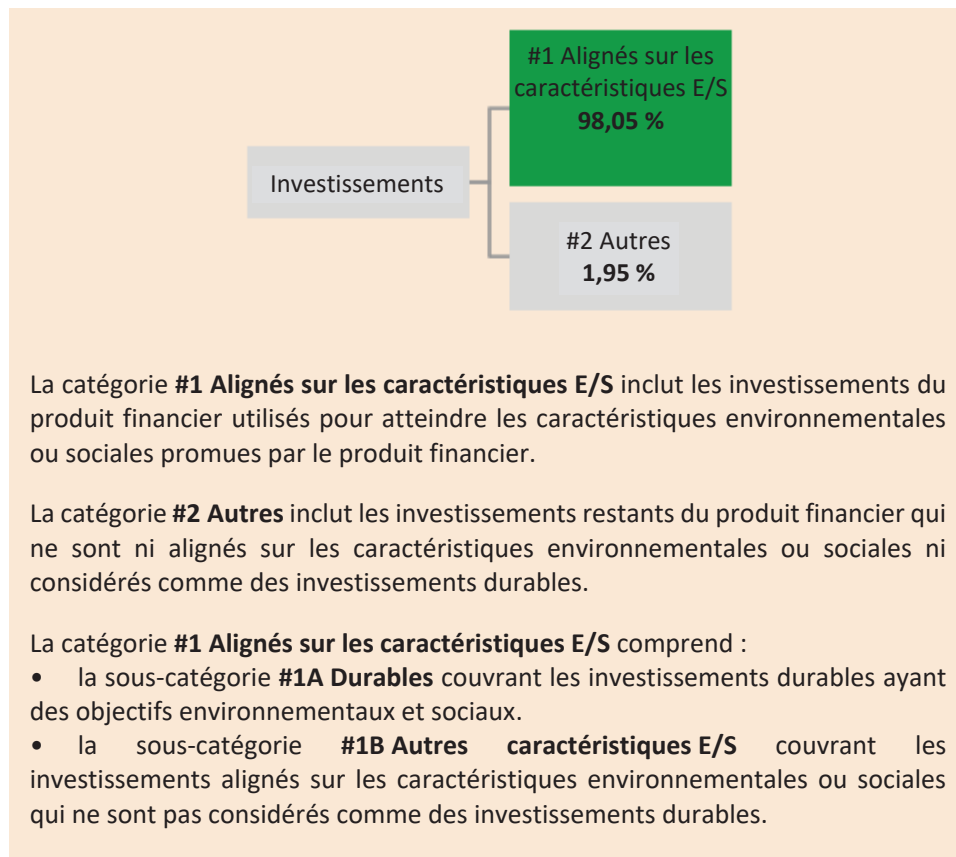 #1 Alignés sur les
caractéristiques E/S
98,05 %
Investissements
#2 Autres
1,95 %
La catégorie #1 Alignés sur les caractéristiques E/S inclut les investissements du
produit financier utilisés pour atteindre les caractéristiques environnementales
ou sociales promues par le produit financier.
La catégorie #2 Autres inclut les investissements restants du produit financier qui
ne sont ni alignés sur les caractéristiques environnementales ou sociales ni
considérés comme des investissements durables.
La catégorie #1 Alignés sur les caractéristiques E/S comprend :
• la sous-catégorie #1A Durables couvrant les investissements durables ayant
des objectifs environnementaux et sociaux.
• la sous-catégorie #1B Autres caractéristiques E/S couvrant les
investissements alignés sur les caractéristiques environnementales ou sociales
qui ne sont pas considérés comme des investissements durables.